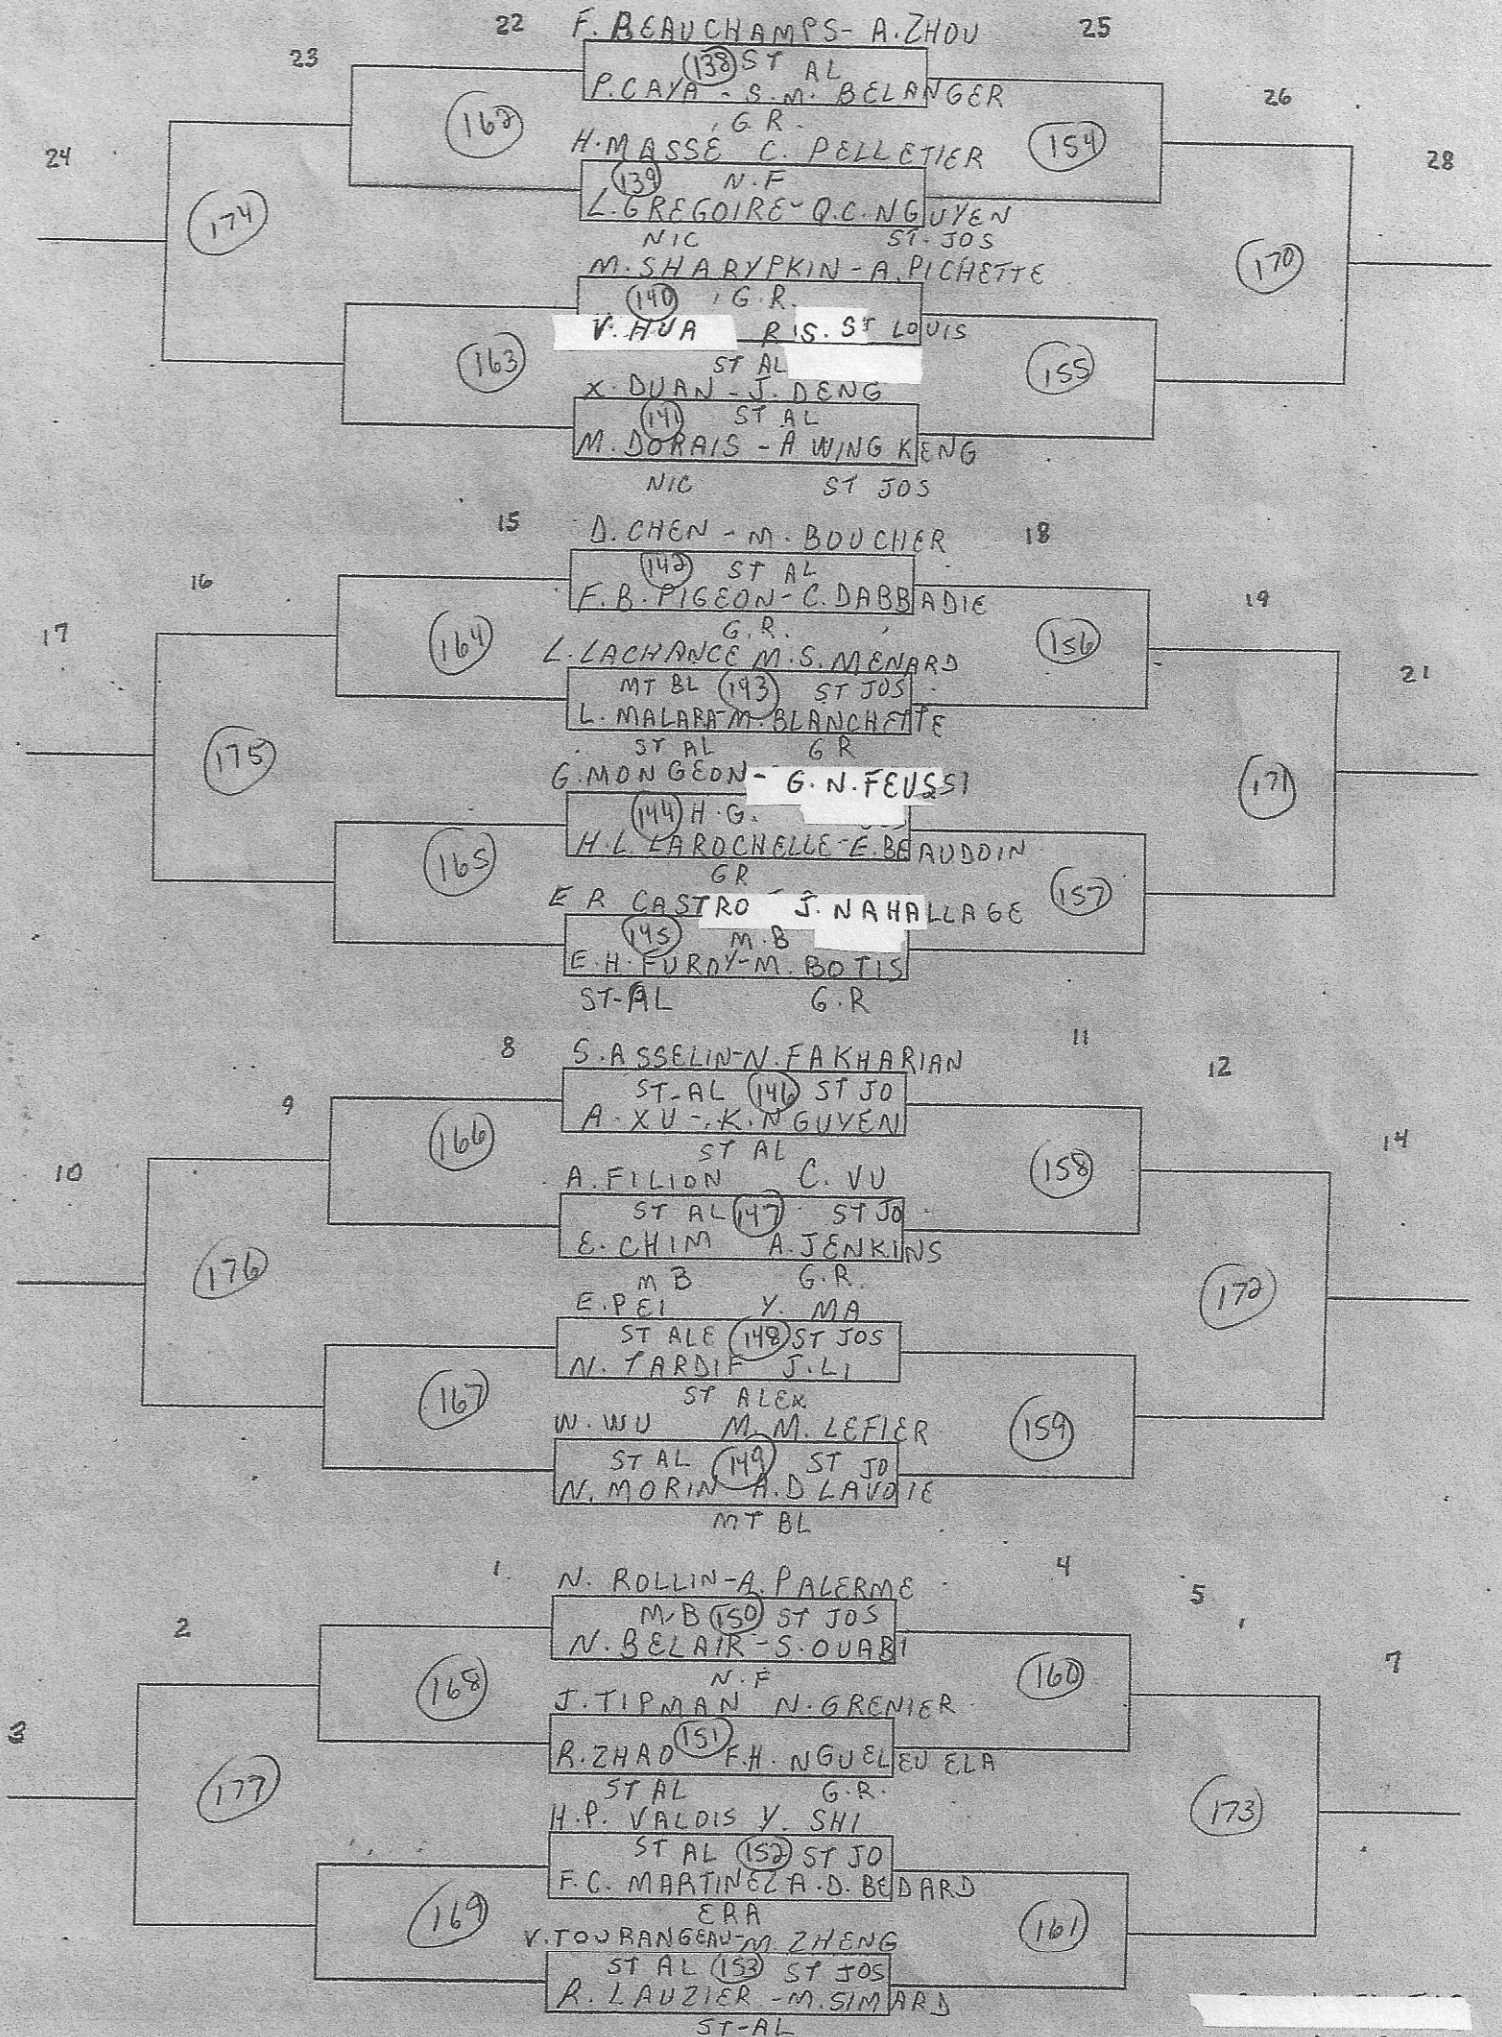 22 F. BEAUCHAMPS - A. ZHOU 25
23 (138) ST AL
P. CAYA - S.M. BELANGER 26
(162) G.R. (154)
24 H. MASSE C. PELLETIER 28
(139) N.F
(174) L. GREGOIRE - Q.C. NGUYEN
NIC ST-JOS
M. SHARYPKIN - A. PICHETTE (170)
(140) G.R.
V. HUA R IS. ST LOUIS
(163) ST AL (155)
X. DUAN - J. DENG
(141) ST AL
M. DORAIS - A WING KENG
NIC ST JOS
15 D. CHEN - M. BOUCHER 18
16 (142) ST AL
F.B. PIGEON - C. DABBADIE 19
17 (164) G.R. (156)
L. LACHANCE M.S. MENARD
MT BL (143) ST JOS 21
L. MALARA - M. BLANCHETTE
(175) ST AL G R
G. MONGEON - G. N. FEUSSI (171)
(144) H.G.
H.L. LAROCHELLE - E. BEAUDOIN
(165) GR
E R CASTRO - J. NAHALLAGE (157)
(145) M.B
E.H. FURDY - M. BOTIS
ST-AL G.R
8 S. ASSELIN - N. FAKHARIAN 11
9 ST-AL (146) ST JO 12
A. XU - K. NGUYEN
(166) ST AL 14
10 A. FILION C. VU (158)
ST AL (147) ST JO
E. CHIM A. JENKINS
(176) M B G.R. (172)
E. PEI Y. MA
ST ALE (148) ST JOS
N. TARDIF J. LI
(167) ST ALEX
W. WU M.M. LEFIER (159)
ST AL (149) ST JO
N. MORIN A.D LAVOIE
MT BL
1 N. ROLLIN - A. PALERME 4
2 M.B (150) ST JOS 5
N. BELAIR - S. OUABI 7
(168) N.F (160)
J. TIPMAN N. GRENIER
3 (151)
R. ZHAO F.H. NGUELEU ELA
(177) ST AL G.R. (173)
H.P. VALOIS Y. SHI
ST AL (152) ST JO
F.C. MARTINEZ A.D. BEDARD
(169) ERA (161)
V. TOURANGEAU - M. ZHENG
ST AL (153) ST JOS
R. LAUZIER - M. SIMARD
ST-AL